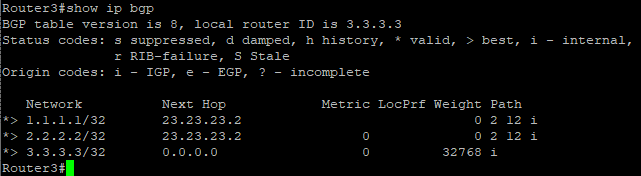 Router3#show ip bgp
BGP table version is 8, local router ID is 3.3.3.3
Status codes: s suppressed, d damped, h history, * valid, > best, i - internal,
              r RIB-failure, S Stale
Origin codes: i - IGP, e - EGP, ? - incomplete
   Network          Next Hop            Metric LocPrf Weight Path
*> 1.1.1.1/32       23.23.23.2                             0 2 12 i
*> 2.2.2.2/32       23.23.23.2               0             0 2 12 i
*> 3.3.3.3/32       0.0.0.0                  0         32768 i
Router3#